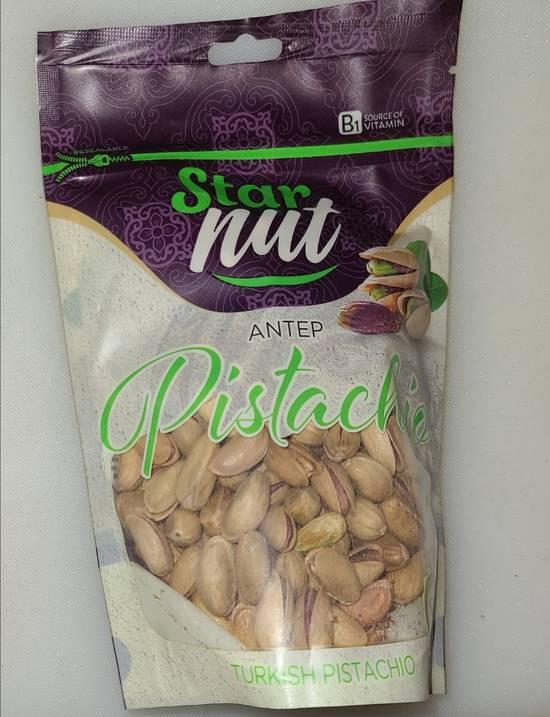 B1 SOURCE OF
VITAMIN
RESEALABLE
Star
nut
ANTEP
Pistachio
TURKISH PISTACHIO